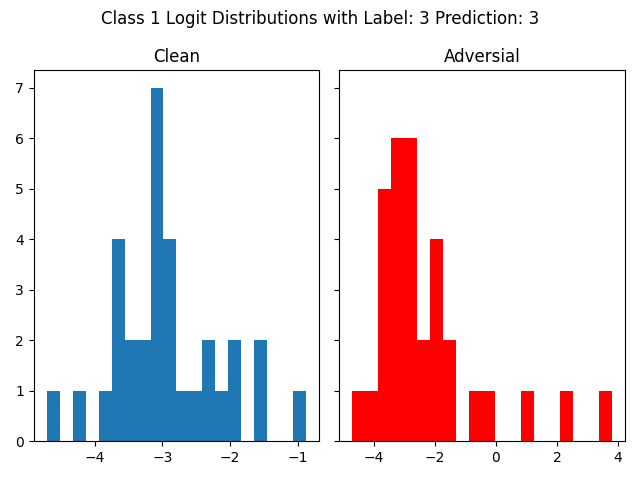 Class 1 Logit Distributions with Label: 3 Prediction: 3
Clean
Adversial
7
6
5
4
3
2
1
0
−4 −3 −2 −1
−4 −2 0 2 4